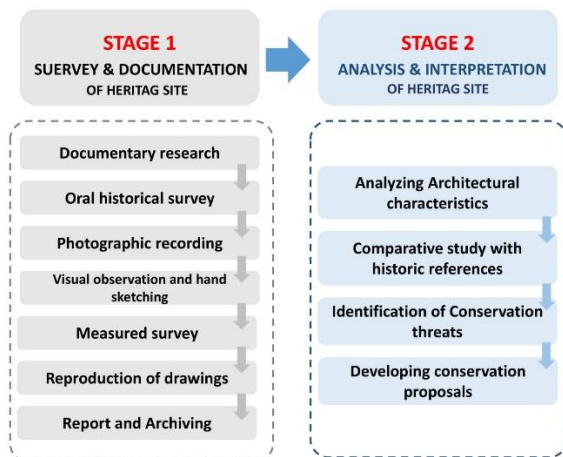 STAGE 1
SUERVEY & DOCUMENTATION
OF HERITAG SITE
Documentary research
Oral historical survey
Photographic recording
Visual observation and hand
sketching
Measured survey
Reproduction of drawings
Report and Archiving
STAGE 2
ANALYSIS & INTERPRETATION
OF HERITAG SITE
Analyzing Architectural
characteristics
Comparative study with
historic references
Identification of Conservation
threats
Developing conservation
proposals